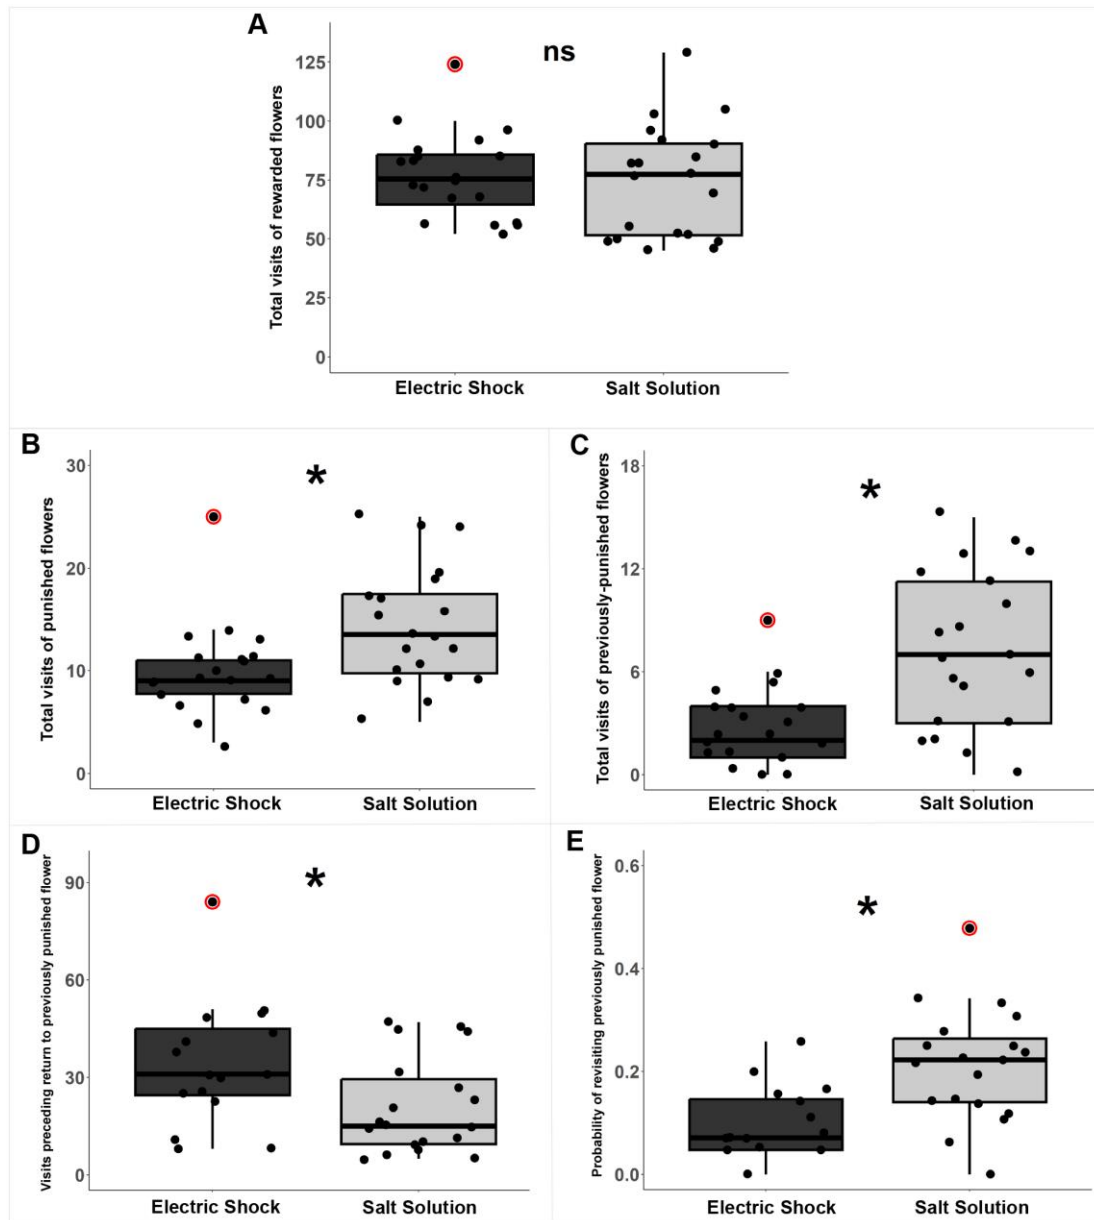 A
ns
Total visits of rewarded flowers
125
100
75
50
25
0
Electric Shock Salt Solution
B
*
Total visits of punished flowers
30
20
10
0
Electric Shock Salt Solution
C
*
Total visits of previously-punished flowers
18
12
6
0
Electric Shock Salt Solution
D
*
Visits preceding return to previously punished flower
90
60
30
0
Electric Shock Salt Solution
E
*
Probability of revisiting previously punished flower
0.6
0.4
0.2
0.0
Electric Shock Salt Solution